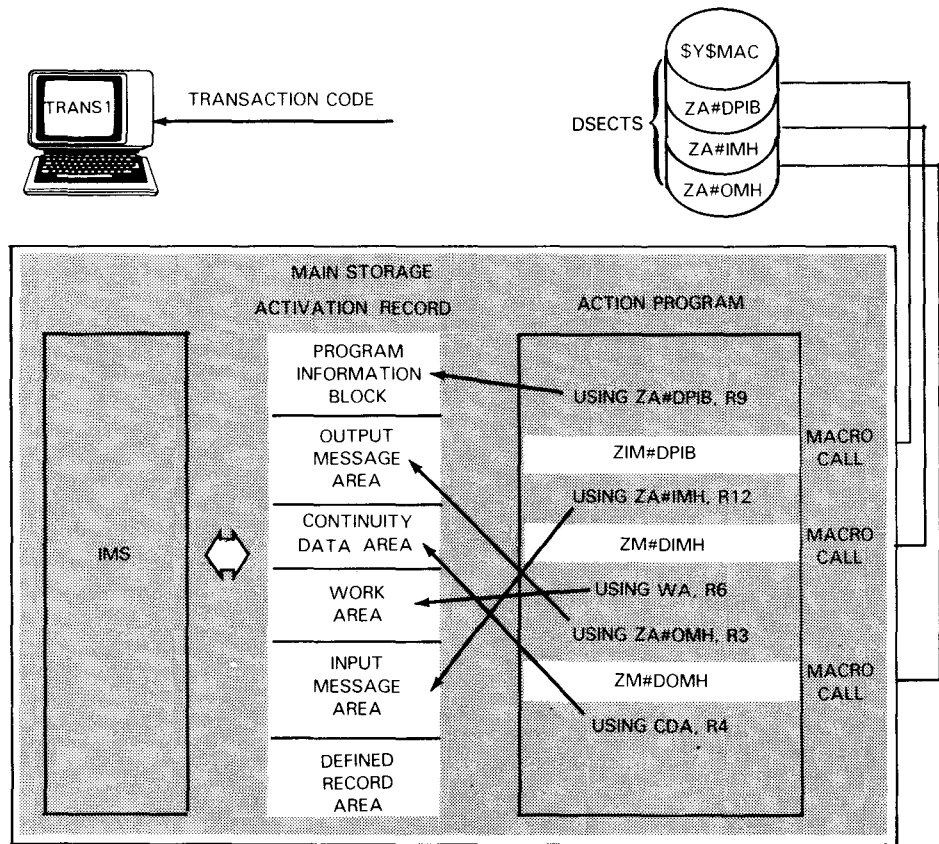 $Y$MAC
TRANS1
TRANSACTION CODE
ZA#DPIB
DSECTS
ZA#IMH
ZA#OMH
MAIN STORAGE
ACTIVATION RECORD
ACTION PROGRAM
PROGRAM
INFORMATION
BLOCK
USING ZA#DPIB, R9
OUTPUT
MESSAGE
AREA
ZIM#DPIB
MACRO
CALL
USING ZA#IMH, R12
CONTINUITY
DATA AREA
IMS
ZM#DIMH
MACRO
CALL
WORK
AREA
USING WA, R6
USING ZA#OMH, R3
INPUT
MESSAGE
AREA
ZM#DOMH
MACRO
CALL
USING CDA, R4
DEFINED
RECORD
AREA